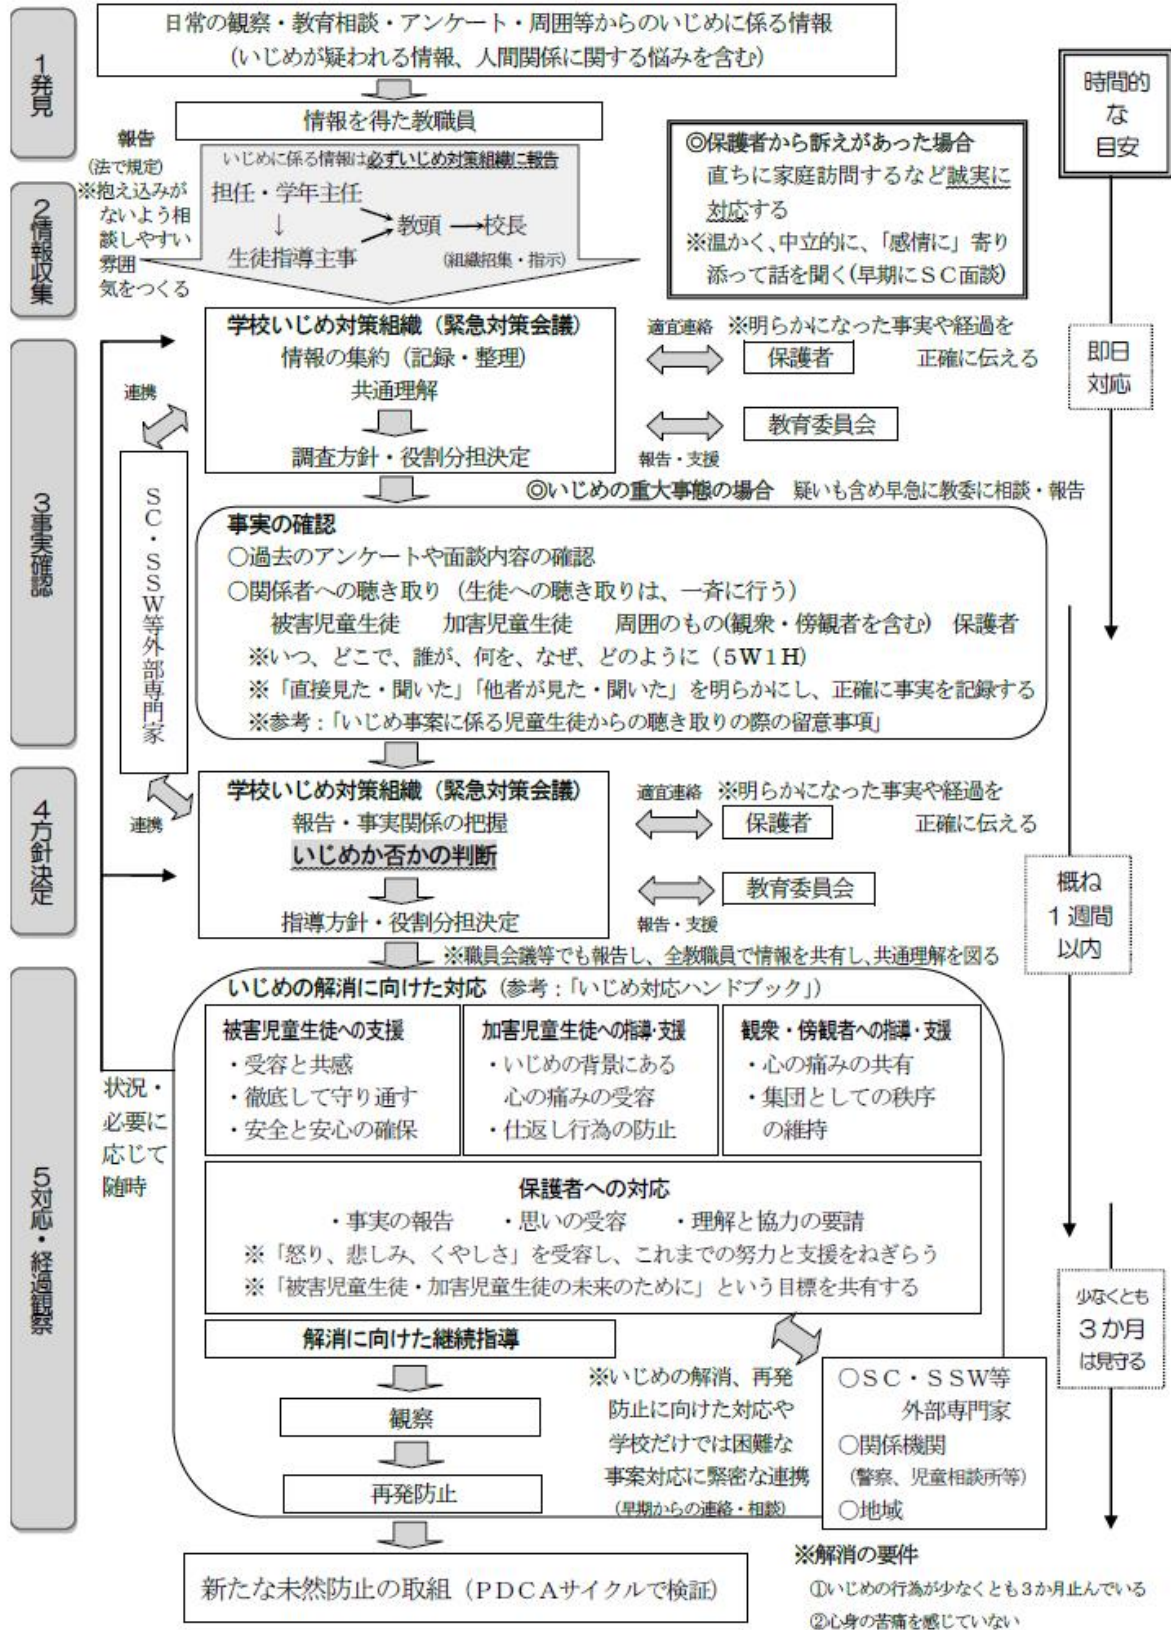 日常の観察・教育相談・アンケート・周囲等からのいじめに係る情報
(いじめが疑われる情報、人間関係に関する悩みを含む)
1発見
情報を得た教職員
時間的
な
目安
報告
(法で規定)
※抱え込みが
ないよう相
談しやすい
雰囲
気をつくる
いじめに係る情報は必ずいじめ対策組織に報告
担任・学年主任
↓
生徒指導主事
教頭→校長
(組織招集・指示)
◎保護者から訴えがあった場合
直ちに家庭訪問するなど誠実に
対応する
※温かく、中立的に、「感情に」寄り
添って話を聞く(早期にSC面談)
2情報収集
学校いじめ対策組織（緊急対策会議）
情報の集約（記録・整理）
共通理解
調査方針・役割分担決定
適宜連絡 ※明らかになった事実や経過を
保護者 正確に伝える
教育委員会
報告・支援
即日
対応
連携
SC・SSW等外部専門家
連携
◎いじめの重大事態の場合 疑いも含め早急に教委に相談・報告
3事実確認
事実の確認
○過去のアンケートや面談内容の確認
○関係者への聴き取り（生徒への聴き取りは、一斉に行う）
被害児童生徒 加害児童生徒 周囲のもの(観衆・傍観者を含む) 保護者
※いつ、どこで、誰が、何を、なぜ、どのように（5W1H）
※「直接見た・聞いた」「他者が見た・聞いた」を明らかにし、正確に事実を記録する
※参考：「いじめ事案に係る児童生徒からの聴き取りの際の留意事項」
4方針決定
学校いじめ対策組織（緊急対策会議）
報告・事実関係の把握
いじめか否かの判断
指導方針・役割分担決定
適宜連絡 ※明らかになった事実や経過を
保護者 正確に伝える
教育委員会
報告・支援
概ね
1週間
以内
※職員会議等でも報告し、全教職員で情報を共有し、共通理解を図る
5対応・経過観察
状況・
必要に
応じて
随時
いじめの解消に向けた対応（参考：「いじめ対応ハンドブック」）
被害児童生徒への支援
・受容と共感
・徹底して守り通す
・安全と安心の確保
加害児童生徒への指導・支援
・いじめの背景にある
心の痛みの受容
・仕返し行為の防止
観衆・傍観者への指導・支援
・心の痛みの共有
・集団としての秩序
の維持
保護者への対応
・事実の報告 ・思いの受容 ・理解と協力の要請
※「怒り、悲しみ、くやしさ」を受容し、これまでの努力と支援をねぎらう
※「被害児童生徒・加害児童生徒の未来のために」という目標を共有する
少なくとも
3か月
は見守る
解消に向けた継続指導
観察
再発防止
※いじめの解消、再発
防止に向けた対応や
学校だけでは困難な
事案対応に緊密な連携
(早期からの連絡・相談)
○SC・SSW等
外部専門家
○関係機関
(警察、児童相談所等)
○地域
新たな未然防止の取組（PDCAサイクルで検証）
※解消の要件
①いじめの行為が少なくとも3か月止んでいる
②心身の苦痛を感じていない